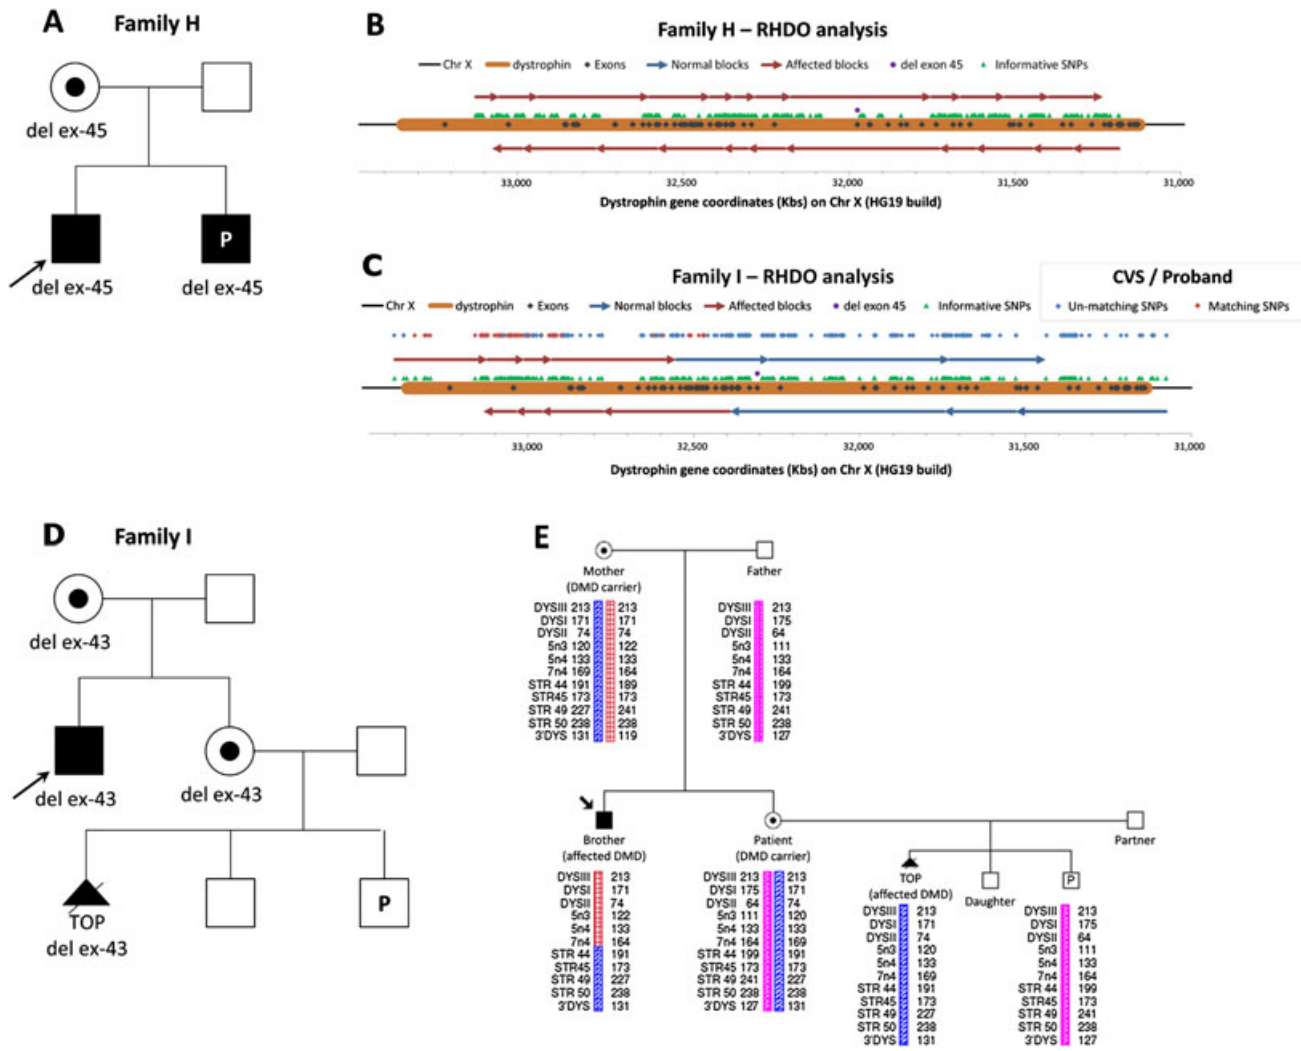 A
Family H
del ex-45
P
del ex-45
del ex-45
B
Family H – RHDO analysis
Chr X
dystrophin
Exons
Normal blocks
Affected blocks
del exon 45
Informative SNPs
33,000
32,500
32,000
31,500
31,000
Dystrophin gene coordinates (Kbs) on Chr X (HG19 build)
C
Family I – RHDO analysis
CVS / Proband
Chr X
dystrophin
Exons
Normal blocks
Affected blocks
del exon 45
Informative SNPs
Un-matching SNPs
Matching SNPs
33,000
32,500
32,000
31,500
31,000
Dystrophin gene coordinates (Kbs) on Chr X (HG19 build)
D
Family I
del ex-43
del ex-43
del ex-43
P
TOP
del ex-43
E
Mother
(DMD carrier)
DYSIII 213 213
DYSI 171 171
DYSII 74 74
5n3 120 122
5n4 133 133
7n4 169 164
STR 44 191 189
STR45 173 173
STR 49 227 241
STR 50 238 238
3'DYS 131 119
Father
DYSIII 213
DYSI 175
DYSII 64
5n3 111
5n4 133
7n4 164
STR 44 199
STR45 173
STR 49 241
STR 50 238
3'DYS 127
Brother
(affected DMD)
DYSIII 213
DYSI 171
DYSII 74
5n3 122
5n4 133
7n4 164
STR 44 191
STR45 173
STR 49 227
STR 50 238
3'DYS 131
Patient
(DMD carrier)
DYSIII 213 213
DYSI 175 171
DYSII 64 74
5n3 111 120
5n4 133 133
7n4 164 169
STR 44 199 191
STR45 173 173
STR 49 241 227
STR 50 238 238
3'DYS 127 131
Partner
TOP
(affected DMD)
DYSIII 213
DYSI 171
DYSII 74
5n3 120
5n4 133
7n4 169
STR 44 191
STR45 173
STR 49 227
STR 50 238
3'DYS 131
Daughter
P
DYSIII 213
DYSI 175
DYSII 64
5n3 111
5n4 133
7n4 164
STR 44 199
STR45 173
STR 49 241
STR 50 238
3'DYS 127